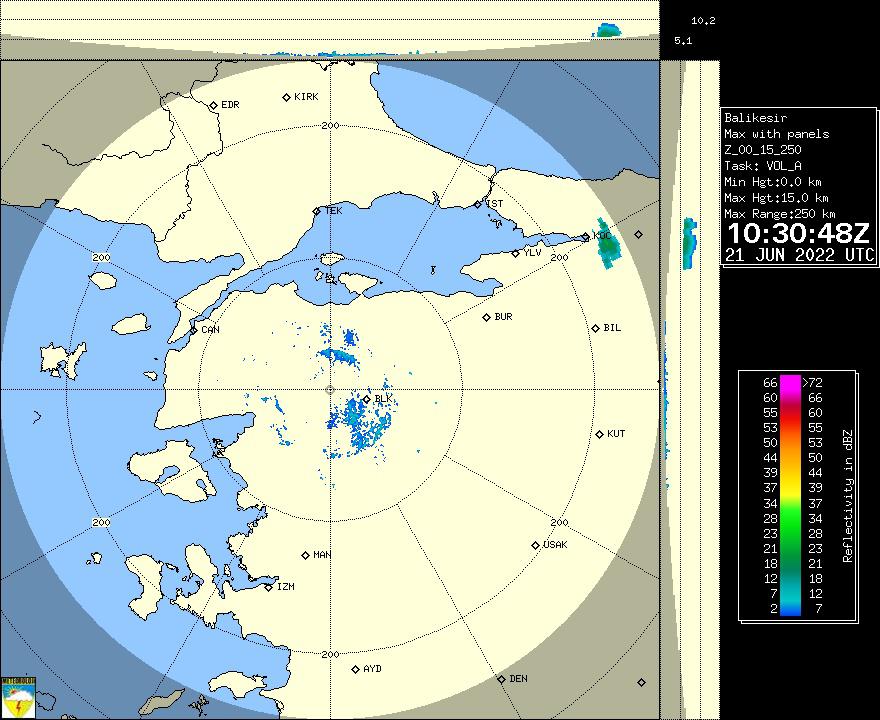 10.2
5.1
EDR
KIRK
200
IST
TEK
KOC
200
200
YLV
BUR
BIL
CAN
BLK
KUT
200
200
USAK
MAN
IZM
200
AYD
DEN
Balikesir
Max with panels
Z_00_15_250
Task: VOL_A
Min Hgt:0.0 km
Max Hgt:15.0 km
Max Range:250 km
10:30:48Z
21 JUN 2022 UTC
66 >72
60 66
55 60
53 55
50 53
44 50
39 44
37 39
34 37
28 34
23 28
21 23
18 21
12 18
7 12
2 7
Reflectivity in dBZ